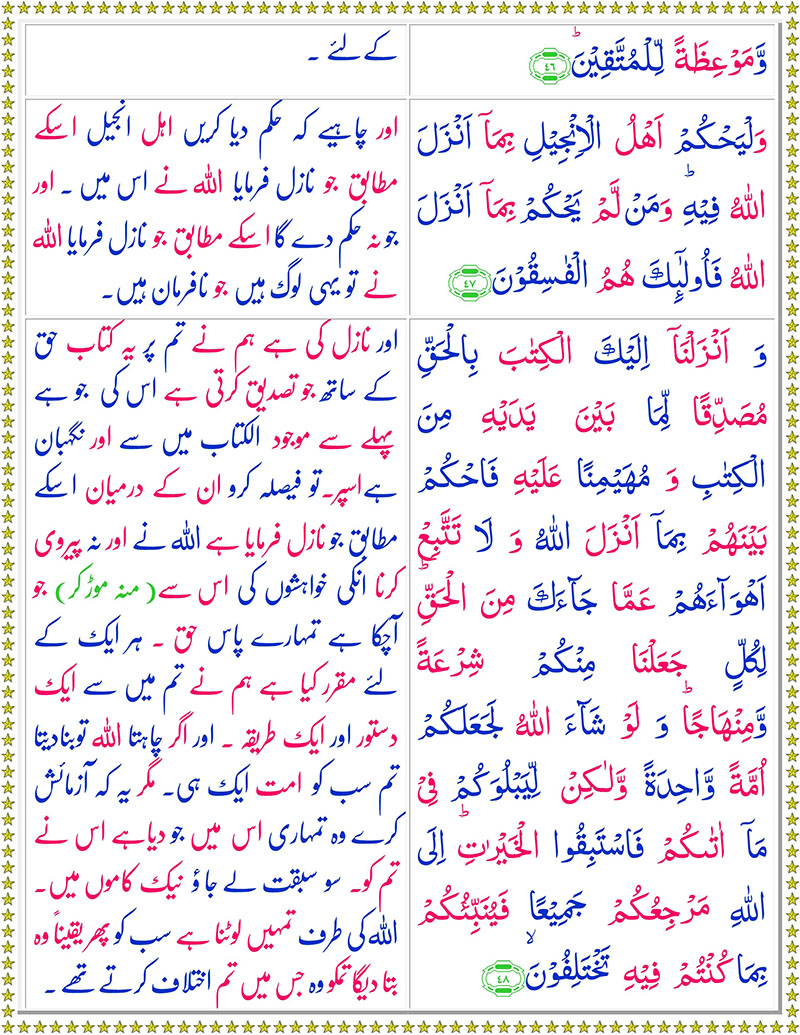 وَّمَوْعِظَةً لِّلْمُتَّقِيْنَؕ ﴿۴۶﴾
کےلئے ۔
وَلْيَحْكُمْ اَهْلُ الْاِنْجِيْلِ بِمَاۤ اَنْزَلَ
اللّٰهُ فِيْهِؕ وَمَنْ لَّمْ يَحْكُمْ بِمَاۤ اَنْزَلَ
اللّٰهُ فَاُولٰٓئِكَ هُمُ الْفٰسِقُوْنَ ﴿۴۷﴾
اور چاہیے کہ حکم دیا کریں اہل انجیل اسکے
مطابق جو نازل فرمایا اللہ نے اس میں ۔ اور
جو نہ حکم دے گا اسکے مطابق جو نازل فرمایا اللہ
نے تو یہی لوگ ہیں جو نافرمان ہیں۔
وَ اَنْزَلْنَاۤ اِلَيْكَ الْكِتٰبَ بِالْحَقِّ
مُصَدِّقًا لِّمَا بَيْنَ يَدَيْهِ مِنَ
الْكِتٰبِ وَ مُهَيْمِنًا عَلَيْهِ فَاحْكُمْ
بَيْنَهُمْ بِمَاۤ اَنْزَلَ اللّٰهُ وَ لَا تَتَّبِعْ
اَهْوَآءَهُمْ عَمَّا جَآءَكَ مِنَ الْحَقِّؕ
لِكُلٍّ جَعَلْنَا مِنْكُمْ شِرْعَةً
وَّمِنْهَاجًاؕ وَ لَوْ شَآءَ اللّٰهُ لَجَعَلَكُمْ
اُمَّةً وَّاحِدَةً وَّلٰكِنْ لِّيَبْلُوَكُمْ فِيْ
مَاۤ اٰتٰىكُمْ فَاسْتَبِقُوا الْخَيْرٰتِؕ اِلَى
اللّٰهِ مَرْجِعُكُمْ جَمِيْعًا فَيُنَبِّئُكُمْ
بِمَا كُنْتُمْ فِيْهِ تَخْتَلِفُوْنَۙ ﴿۴۸﴾
اور نازل کی ہے ہم نے تم پر یہ کتاب حق
کے ساتھ جو تصدیق کرتی ہے اس کی جو ہے
پہلے سے موجود الکتاب میں سے اور نگہبان
ہے اسپر۔ تو فیصلہ کرو ان کے درمیان اسکے
مطابق جو نازل فرمایا ہے اللہ نے اور نہ پیروی
کرنا انکی خواہشوں کی اس سے ( منہ موڑ کر ) جو
آچکا ہے تمہارے پاس حق ۔ ہر ایک کے
لئے مقرر کیا ہے ہم نے تم میں سے ایک
دستور اور ایک طریقہ ۔ اور اگر چاہتا اللہ تو بنا دیتا
تم سب کو امت ایک ہی۔ مگر یہ کہ آزمائش
کرے وہ تمہاری اس میں جو دیا ہے اس نے
تم کو۔ سو سبقت لے جاؤ نیک کاموں میں۔
اللہ کی طرف تمہیں لوٹنا ہے سب کو پھر یقیناً وہ
بتا دیگا تمکو وہ جس میں تم اختلاف کرتے تھے ۔